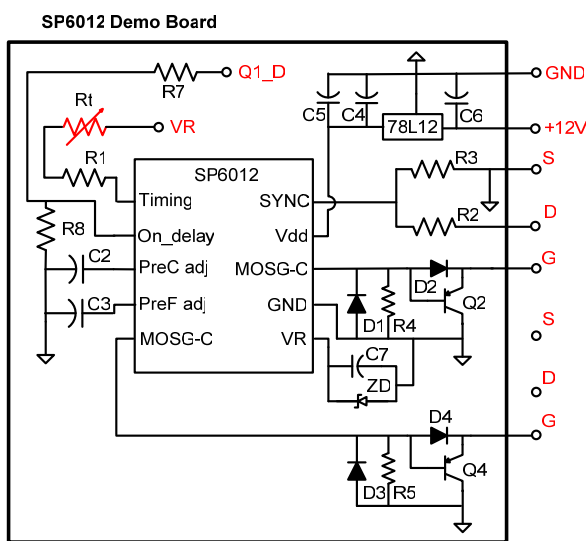 SP6012 Demo Board
R7
Q1_D
GND
Rt
VR
C5
C4
C6
78L12
+12V
R1
SP6012
R3
S
Timing
SYNC
R2
D
R8
On_delay
Vdd
C2
PreC adj
MOSG-C
D2
G
C3
PreF adj
GND
D1
R4
Q2
MOSG-C
VR
C7
S
ZD
D
D4
G
Q4
D3
R5